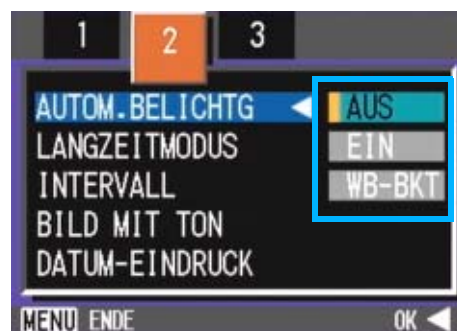 1 2 3
AUTOM.BELICHTG ◀ AUS
LANGZEITMODUS EIN
INTERVALL WB-BKT
BILD MIT TON
DATUM-EINDRUCK
MENU ENDE OK ◀